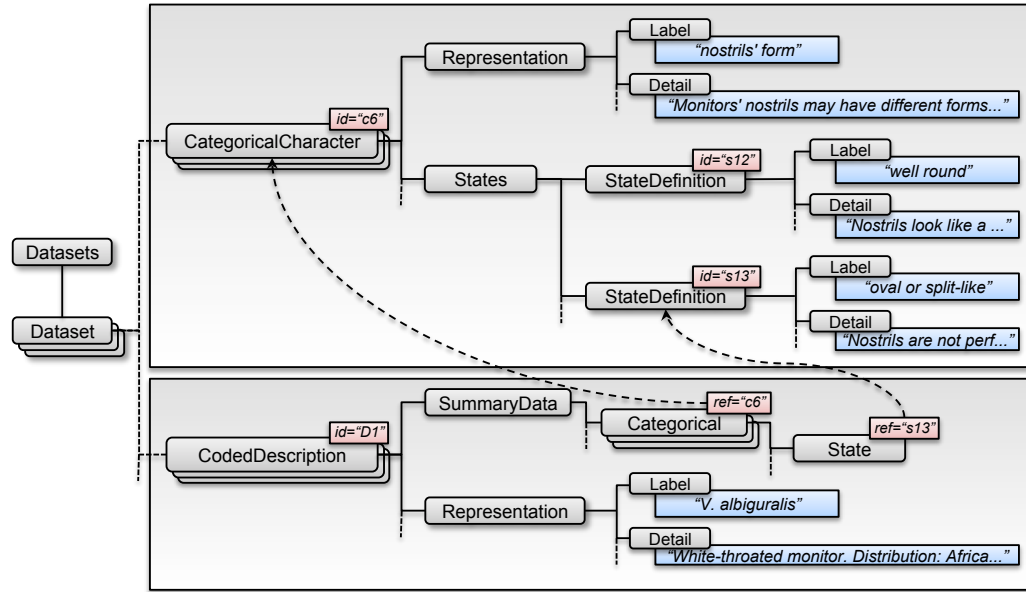 Label
“nostrils' form”
Representation
Detail
“Monitors' nostrils may have different forms...”
id=“c6”
CategoricalCharacter
id=“s12”
Label
“well round”
States
StateDefinition
Detail
“Nostrils look like a ...”
Datasets
id=“s13”
Label
“oval or split-like”
StateDefinition
Dataset
Detail
“Nostrils are not perf...”
SummaryData
ref=“c6”
Categorical
ref=“s13”
State
id=“D1”
CodedDescription
Label
“V. albiguralis”
Representation
Detail
“White-throated monitor. Distribution: Africa...”